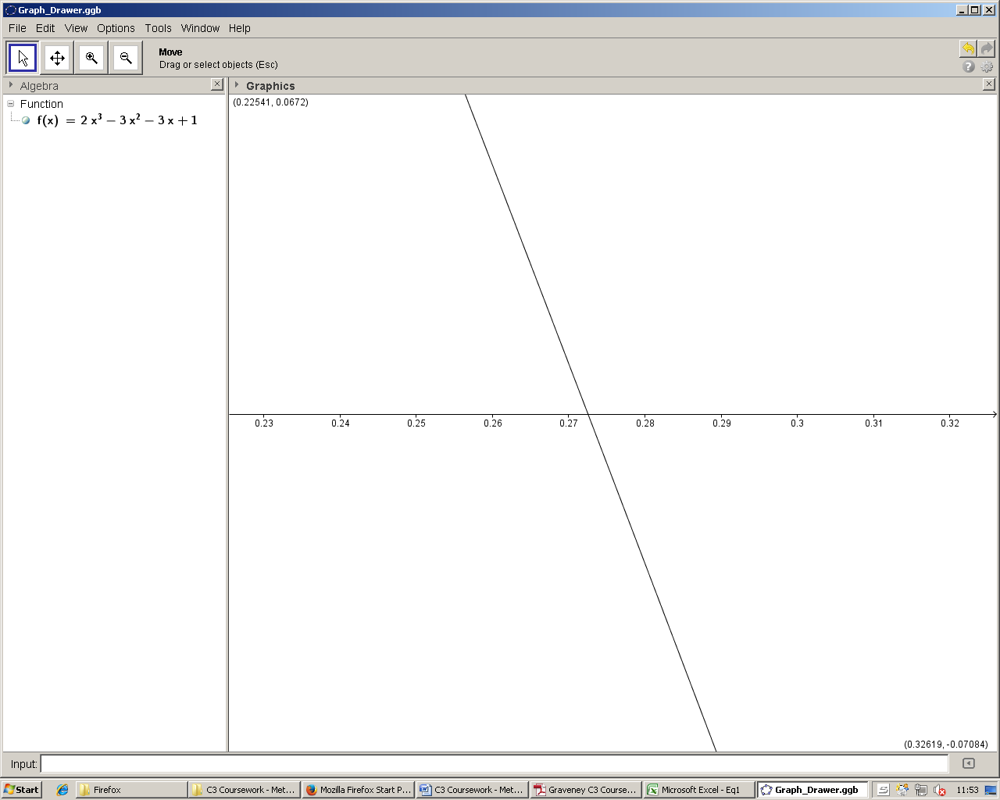 Graph_Drawer.ggb
File Edit View Options Tools Window Help
Move
Drag or select objects (Esc)
Algebra
Graphics
Function
f(x) = 2 x³ − 3 x² − 3 x + 1
(0.22541, 0.0672)
0.23 0.24 0.25 0.26 0.27 0.28 0.29 0.3 0.31 0.32
(0.32619, -0.07084)
Input:
Start Firefox C3 Coursework - Met... Mozilla Firefox Start P... C3 Coursework - Met... Graveney C3 Course... Microsoft Excel - Eq1 Graph_Drawer.ggb 11:53